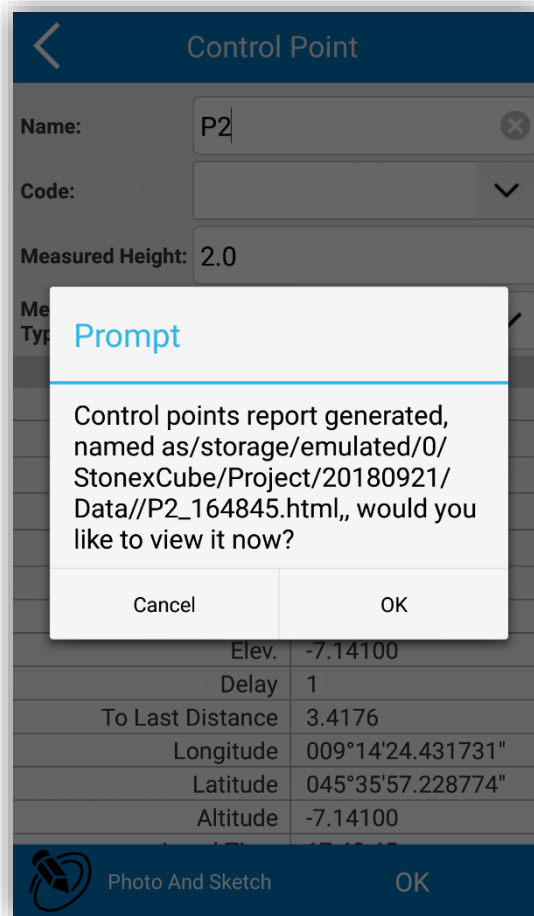 Control Point
Name: P2
Code:
Measured Height: 2.0
Me
Typ
Prompt
Control points report generated,
named as/storage/emulated/0/
StonexCube/Project/20180921/
Data//P2_164845.html,, would you
like to view it now?
Cancel OK
Elev. -7.14100
Delay 1
To Last Distance 3.4176
Longitude 009°14'24.431731"
Latitude 045°35'57.228774"
Altitude -7.14100
Photo And Sketch OK